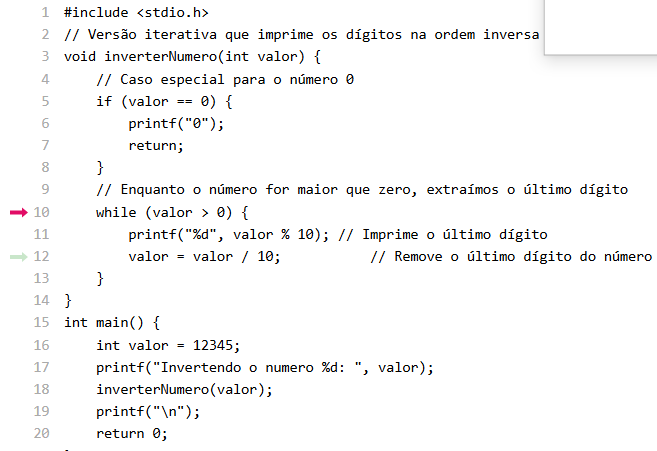 1 #include <stdio.h>
2 // Versão iterativa que imprime os dígitos na ordem inversa
3 void inverterNumero(int valor) {
4     // Caso especial para o número 0
5     if (valor == 0) {
6         printf("0");
7         return;
8     }
9     // Enquanto o número for maior que zero, extraímos o último dígito
10     while (valor > 0) {
11         printf("%d", valor % 10); // Imprime o último dígito
12         valor = valor / 10;           // Remove o último dígito do número
13     }
14 }
15 int main() {
16     int valor = 12345;
17     printf("Invertendo o numero %d: ", valor);
18     inverterNumero(valor);
19     printf("\n");
20     return 0;